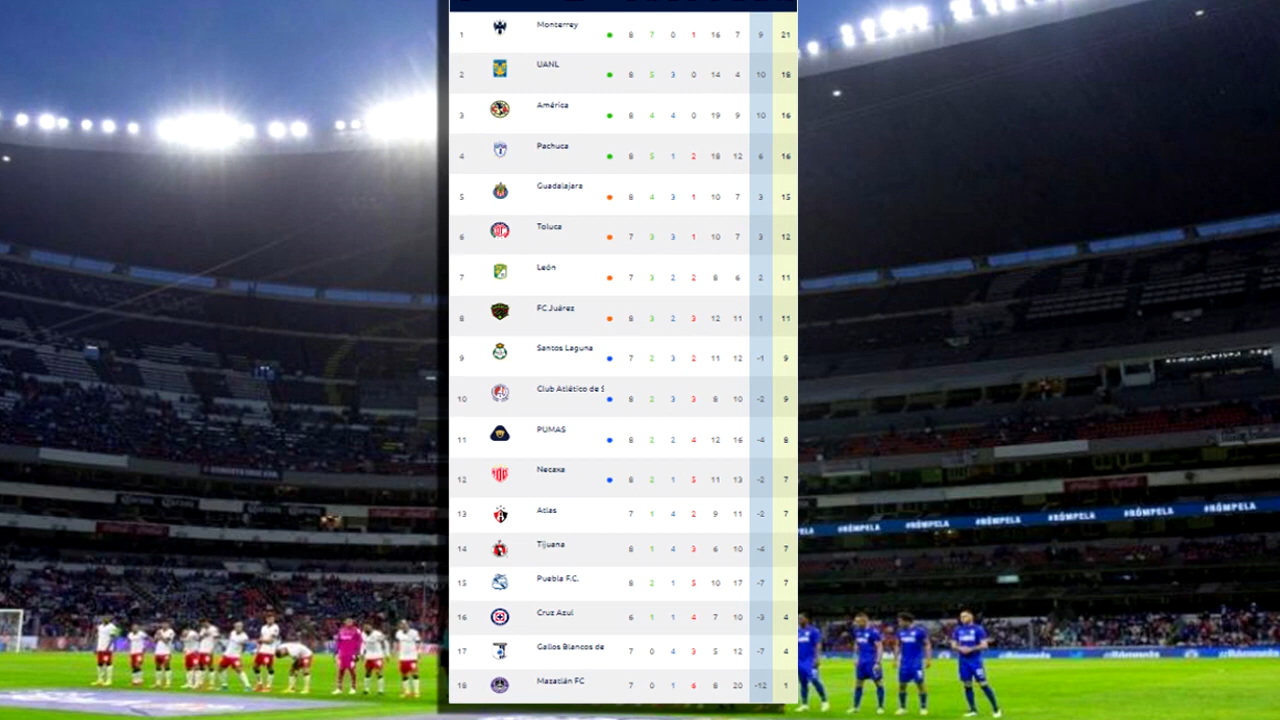 1 Monterrey 8 7 0 1 16 7 9 21
2 UANL 8 5 3 0 14 4 10 18
3 América 8 4 4 0 19 9 10 16
4 Pachuca 8 5 1 2 18 12 6 16
5 Guadalajara 8 4 3 1 10 7 3 15
6 Toluca 7 3 3 1 10 7 3 12
7 León 7 3 2 2 8 6 2 11
8 FC Juárez 8 3 2 3 12 11 1 11
9 Santos Laguna 7 2 3 2 11 12 -1 9
10 Club Atlético de S 8 2 3 3 8 10 -2 9
11 PUMAS 8 2 2 4 12 16 -4 8
12 Necaxa 8 2 1 5 11 13 -2 7
13 Atlas 7 1 4 2 9 11 -2 7
14 Tijuana 8 1 4 3 6 10 -4 7
15 Puebla F.C. 8 2 1 5 10 17 -7 7
16 Cruz Azul 6 1 1 4 7 10 -3 4
17 Gallos Blancos de 7 0 4 3 5 12 -7 4
18 Mazatlán FC 7 0 1 6 8 20 -12 1
#RÓMPELA #RÓMPELA #RÓMPELA #RÓMPELA #RÓMPELA #RÓMPELA